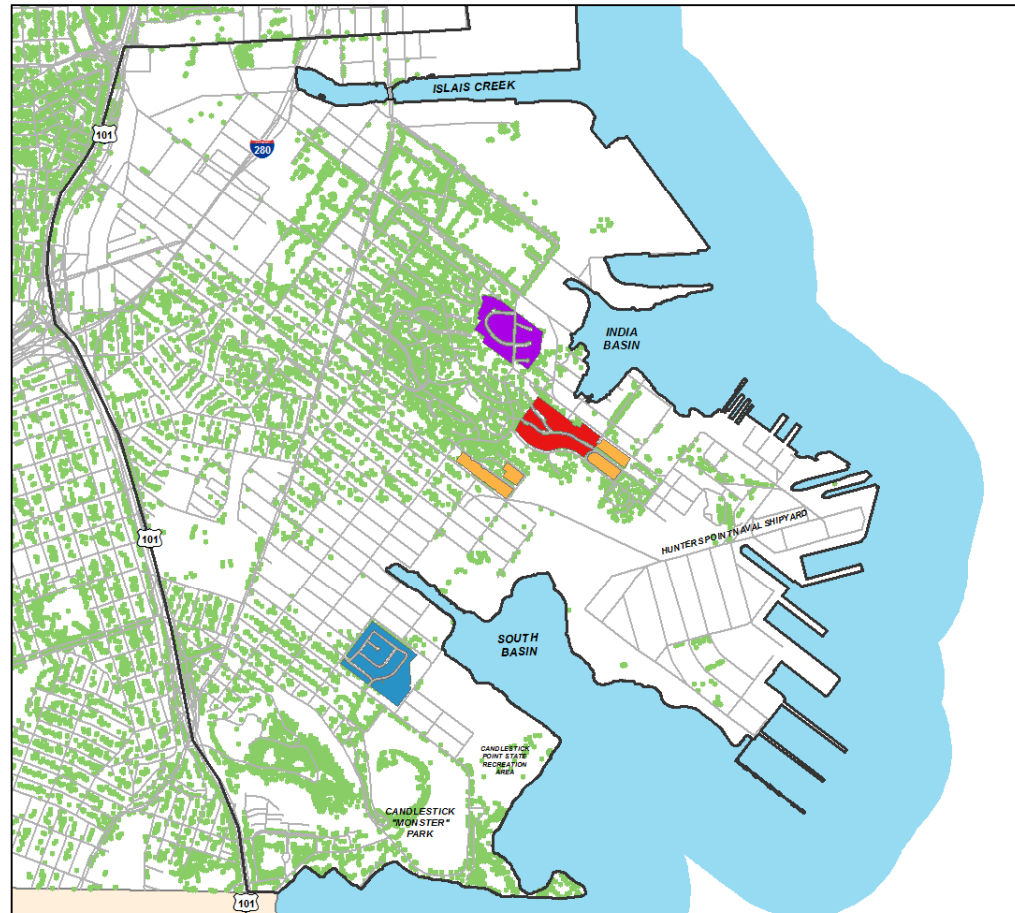 ISLAIS CREEK
101
280
INDIA
BASIN
HUNTERS POINT NAVAL SHIPYARD
101
SOUTH
BASIN
CANDLESTICK
POINT STATE
RECREATION
AREA
CANDLESTICK
"MONSTER"
PARK
101